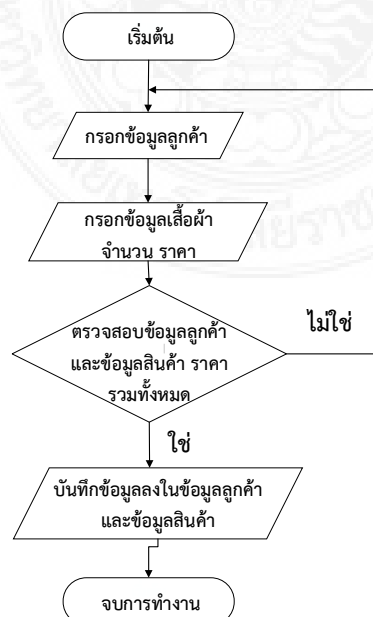 เริ่มต้น
กรอกข้อมูลลูกค้า
กรอกข้อมูลเสื้อผ้า
จำนวน ราคา
ตรวจสอบข้อมูลลูกค้า
และข้อมูลสินค้า ราคา
รวมทั้งหมด
ไม่ใช่
ใช่
บันทึกข้อมูลลงในข้อมูลลูกค้า
และข้อมูลสินค้า
จบการทำงาน